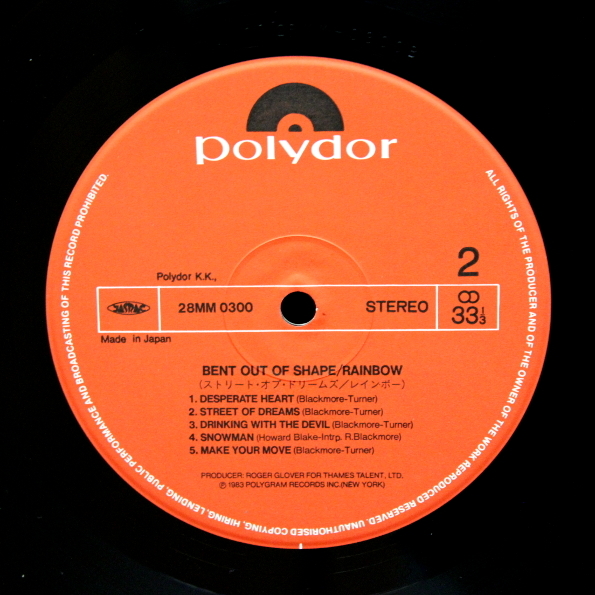 polydor
2
Polydor K.K.,
JASRAC
28MM 0300
STEREO
33 1/3
Made in Japan
BENT OUT OF SHAPE/RAINBOW
(ストリート・オブ・ドリームズ/レインボー)
1. DESPERATE HEART (Blackmore-Turner)
2. STREET OF DREAMS (Blackmore-Turner)
3. DRINKING WITH THE DEVIL (Blackmore-Turner)
4. SNOWMAN (Howard Blake-Intrp. R.Blackmore)
5. MAKE YOUR MOVE (Blackmore-Turner)
PRODUCER: ROGER GLOVER FOR THAMES TALENT, LTD.
Ⓟ 1983 POLYGRAM RECORDS INC.(NEW YORK)
ALL RIGHTS OF THE PRODUCER AND OF THE OWNER OF THE WORK REPRODUCED RESERVED. UNAUTHORISED COPYING, HIRING, LENDING, PUBLIC PERFORMANCE AND BROADCASTING OF THIS RECORD PROHIBITED.